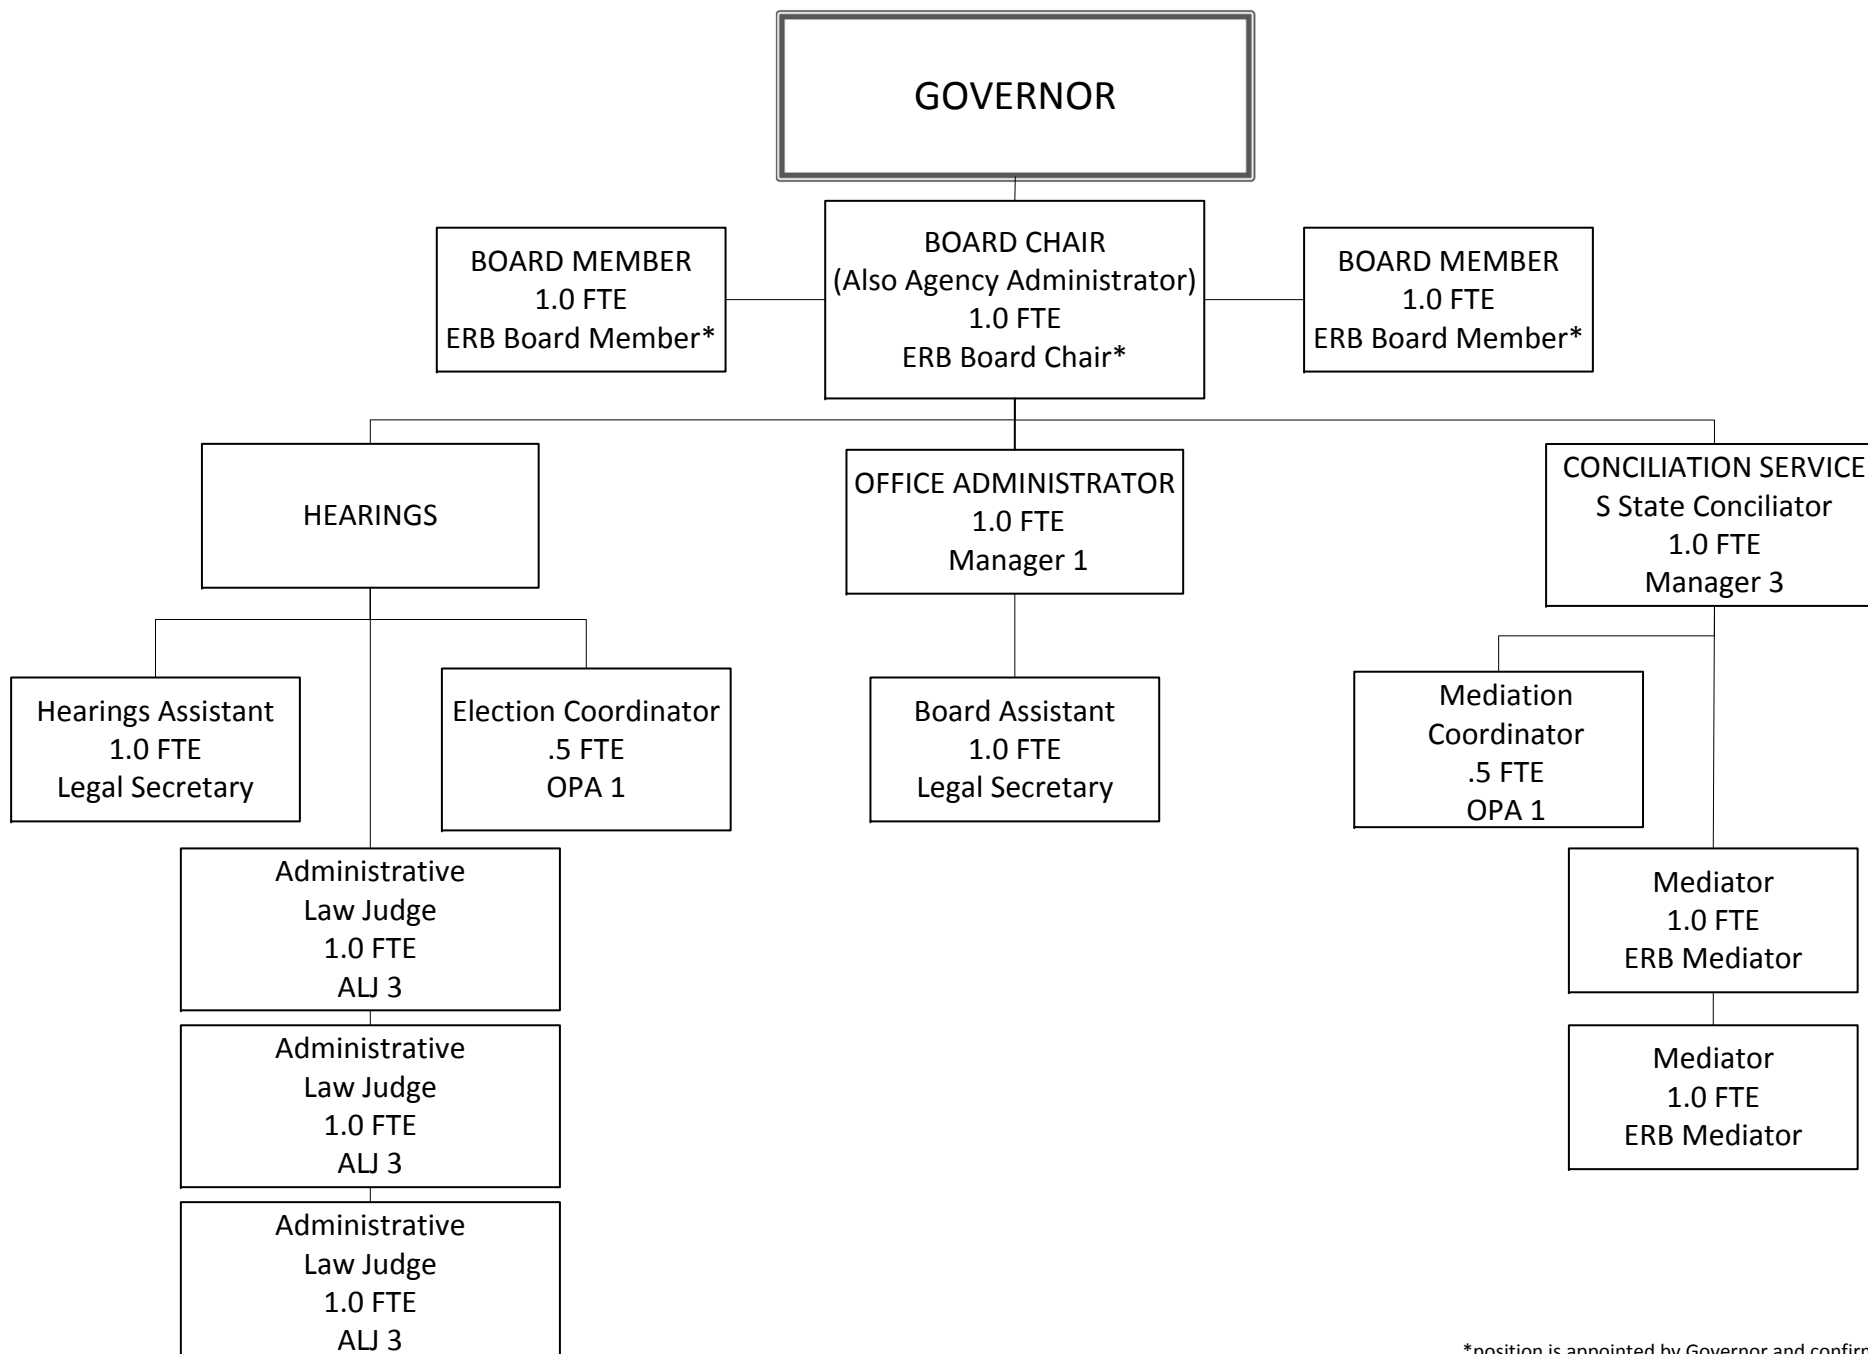 GOVERNOR
BOARD MEMBER
1.0 FTE
ERB Board Member*
BOARD CHAIR
(Also Agency Administrator)
1.0 FTE
ERB Board Chair*
BOARD MEMBER
1.0 FTE
ERB Board Member*
HEARINGS
OFFICE ADMINISTRATOR
1.0 FTE
Manager 1
CONCILIATION SERVICE
S State Conciliator
1.0 FTE
Manager 3
Hearings Assistant
1.0 FTE
Legal Secretary
Election Coordinator
.5 FTE
OPA 1
Board Assistant
1.0 FTE
Legal Secretary
Mediation
Coordinator
.5 FTE
OPA 1
Administrative
Law Judge
1.0 FTE
ALJ 3
Mediator
1.0 FTE
ERB Mediator
Administrative
Law Judge
1.0 FTE
ALJ 3
Mediator
1.0 FTE
ERB Mediator
Administrative
Law Judge
1.0 FTE
ALJ 3
*position is appointed by Governor and confirm